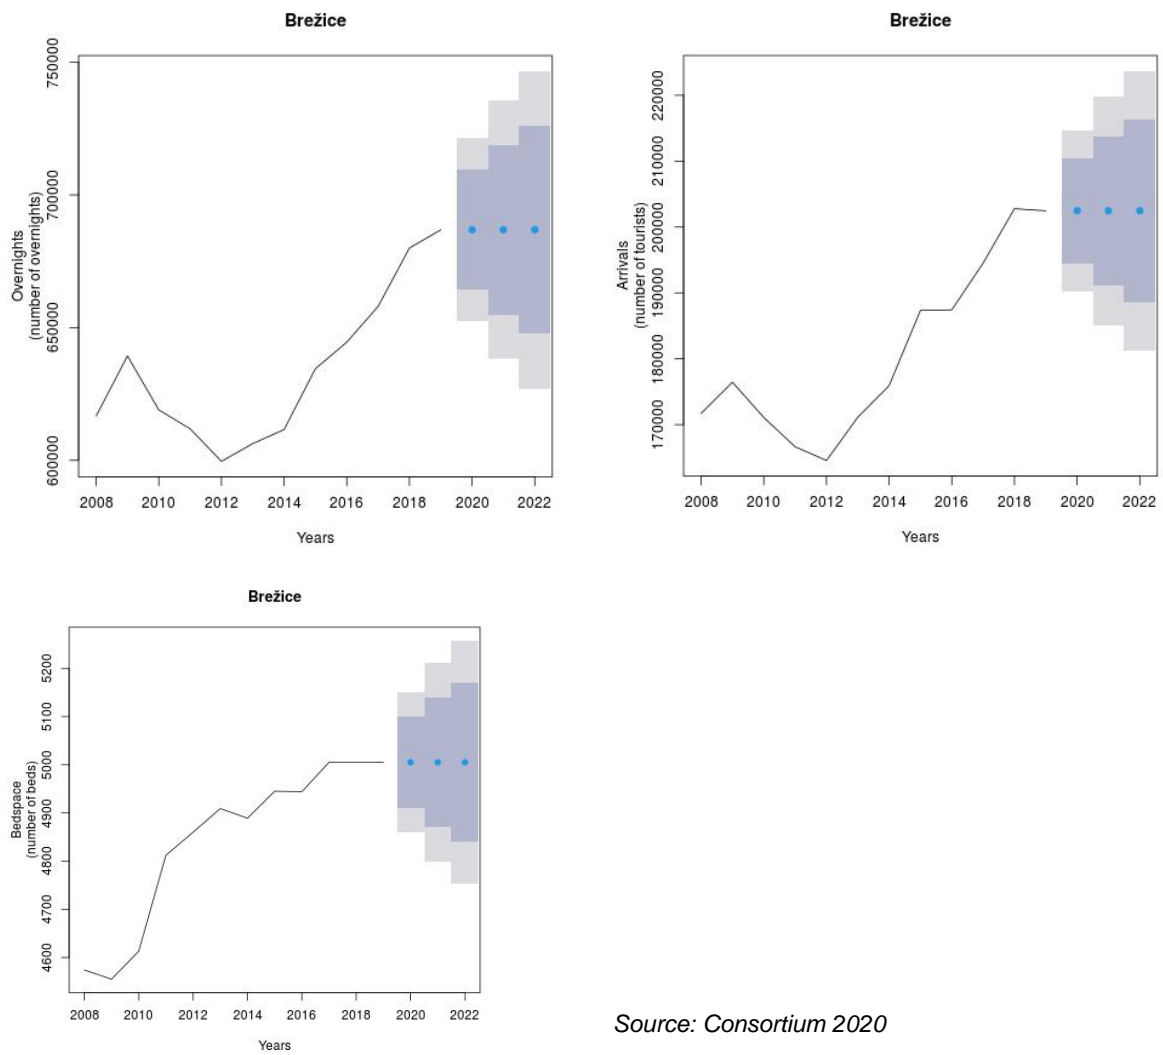 Brežice
750000
700000
650000
600000
Overnights
(number of overnights)
2008 2010 2012 2014 2016 2018 2020 2022
Years
Brežice
220000
210000
200000
190000
180000
170000
Arrivals
(number of tourists)
2008 2010 2012 2014 2016 2018 2020 2022
Years
Brežice
5200
5100
5000
4900
4800
4700
4600
Bedspace
(number of beds)
2008 2010 2012 2014 2016 2018 2020 2022
Years
Source: Consortium 2020